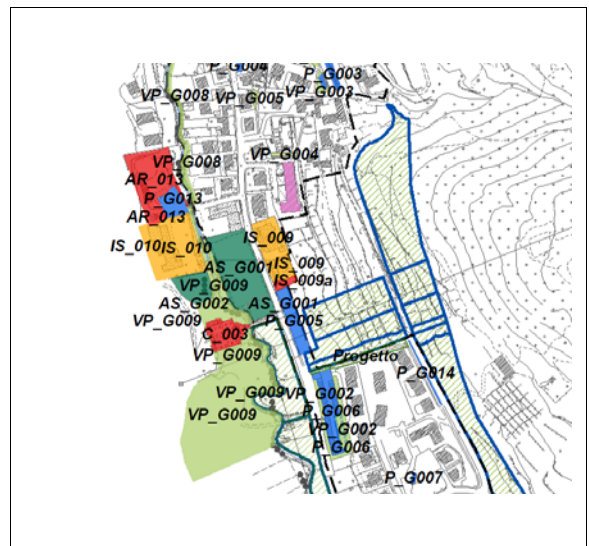 P_G004
P_G003
VP_G008 VP_G005 VP_G003
VP_G004
VP_G008
AR_013
P_G013
AR_013
IS_009
IS_010 IS_010
IS_009
AS_G001
IS_009a
VP_G009
AS_G002 AS_G001
VP_G009 P_G005
C_003
VP_G009 Progetto
P_G014
VP_G009 VP_G002
VP_G009 P_G006
VP_G002
P_G006
P_G007